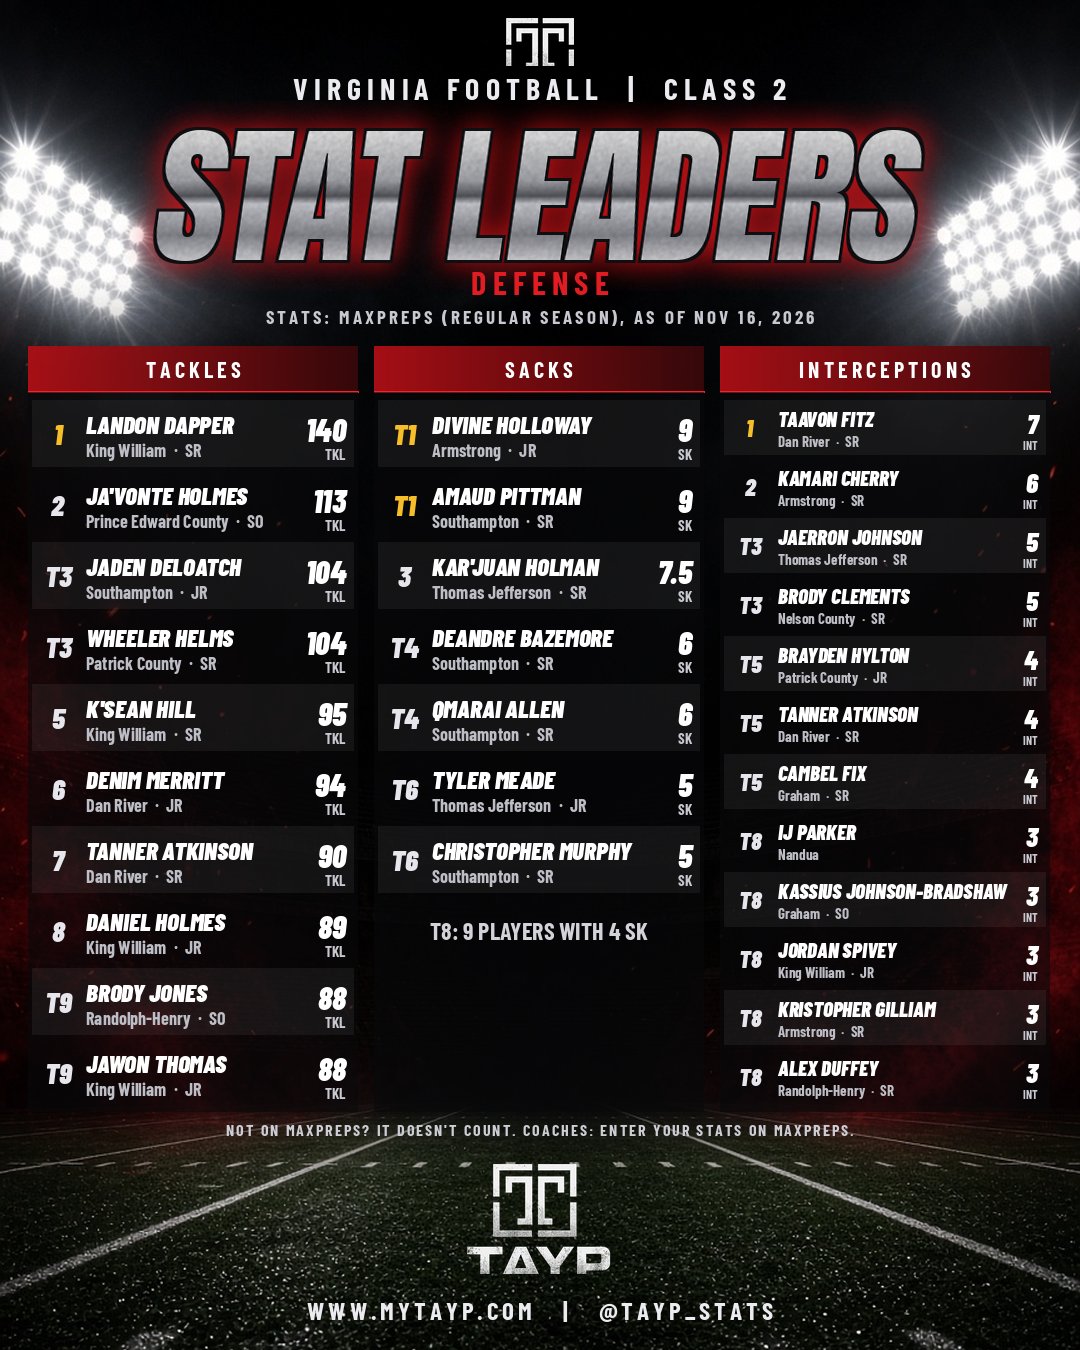 VIRGINIA FOOTBALL | CLASS 2
STAT LEADERS
DEFENSE
STATS: MAXPREPS (REGULAR SEASON), AS OF NOV 16, 2026
TACKLES
1 LANDON DAPPER 140
King William · SR TKL
2 JA'VONTE HOLMES 113
Prince Edward County · SO TKL
T3 JADEN DELOATCH 104
Southampton · JR TKL
T3 WHEELER HELMS 104
Patrick County · SR TKL
5 K'SEAN HILL 95
King William · SR TKL
6 DENIM MERRITT 94
Dan River · JR TKL
7 TANNER ATKINSON 90
Dan River · SR TKL
8 DANIEL HOLMES 89
King William · JR TKL
T9 BRODY JONES 88
Randolph-Henry · SO TKL
T9 JAWON THOMAS 88
King William · JR TKL
SACKS
T1 DIVINE HOLLOWAY 9
Armstrong · JR SK
T1 AMAUD PITTMAN 9
Southampton · SR SK
3 KAR'JUAN HOLMAN 7.5
Thomas Jefferson · SR SK
T4 DEANDRE BAZEMORE 6
Southampton · SR SK
T4 QMARAI ALLEN 6
Southampton · SR SK
T6 TYLER MEADE 5
Thomas Jefferson · JR SK
T6 CHRISTOPHER MURPHY 5
Southampton · SR SK
T8: 9 PLAYERS WITH 4 SK
INTERCEPTIONS
1 TAAVON FITZ 7
Dan River · SR INT
2 KAMARI CHERRY 6
Armstrong · SR INT
T3 JAERRON JOHNSON 5
Thomas Jefferson · SR INT
T3 BRODY CLEMENTS 5
Nelson County · SR INT
T5 BRAYDEN HYLTON 4
Patrick County · JR INT
T5 TANNER ATKINSON 4
Dan River · SR INT
T5 CAMBEL FIX 4
Graham · SR INT
T8 IJ PARKER 3
Nandua INT
T8 KASSIUS JOHNSON-BRADSHAW 3
Graham · SO INT
T8 JORDAN SPIVEY 3
King William · JR INT
T8 KRISTOPHER GILLIAM 3
Armstrong · SR INT
T8 ALEX DUFFEY 3
Randolph-Henry · SR INT
NOT ON MAXPREPS? IT DOESN'T COUNT. COACHES: ENTER YOUR STATS ON MAXPREPS.
TAYP
WWW.MYTAYP.COM | @TAYP_STATS